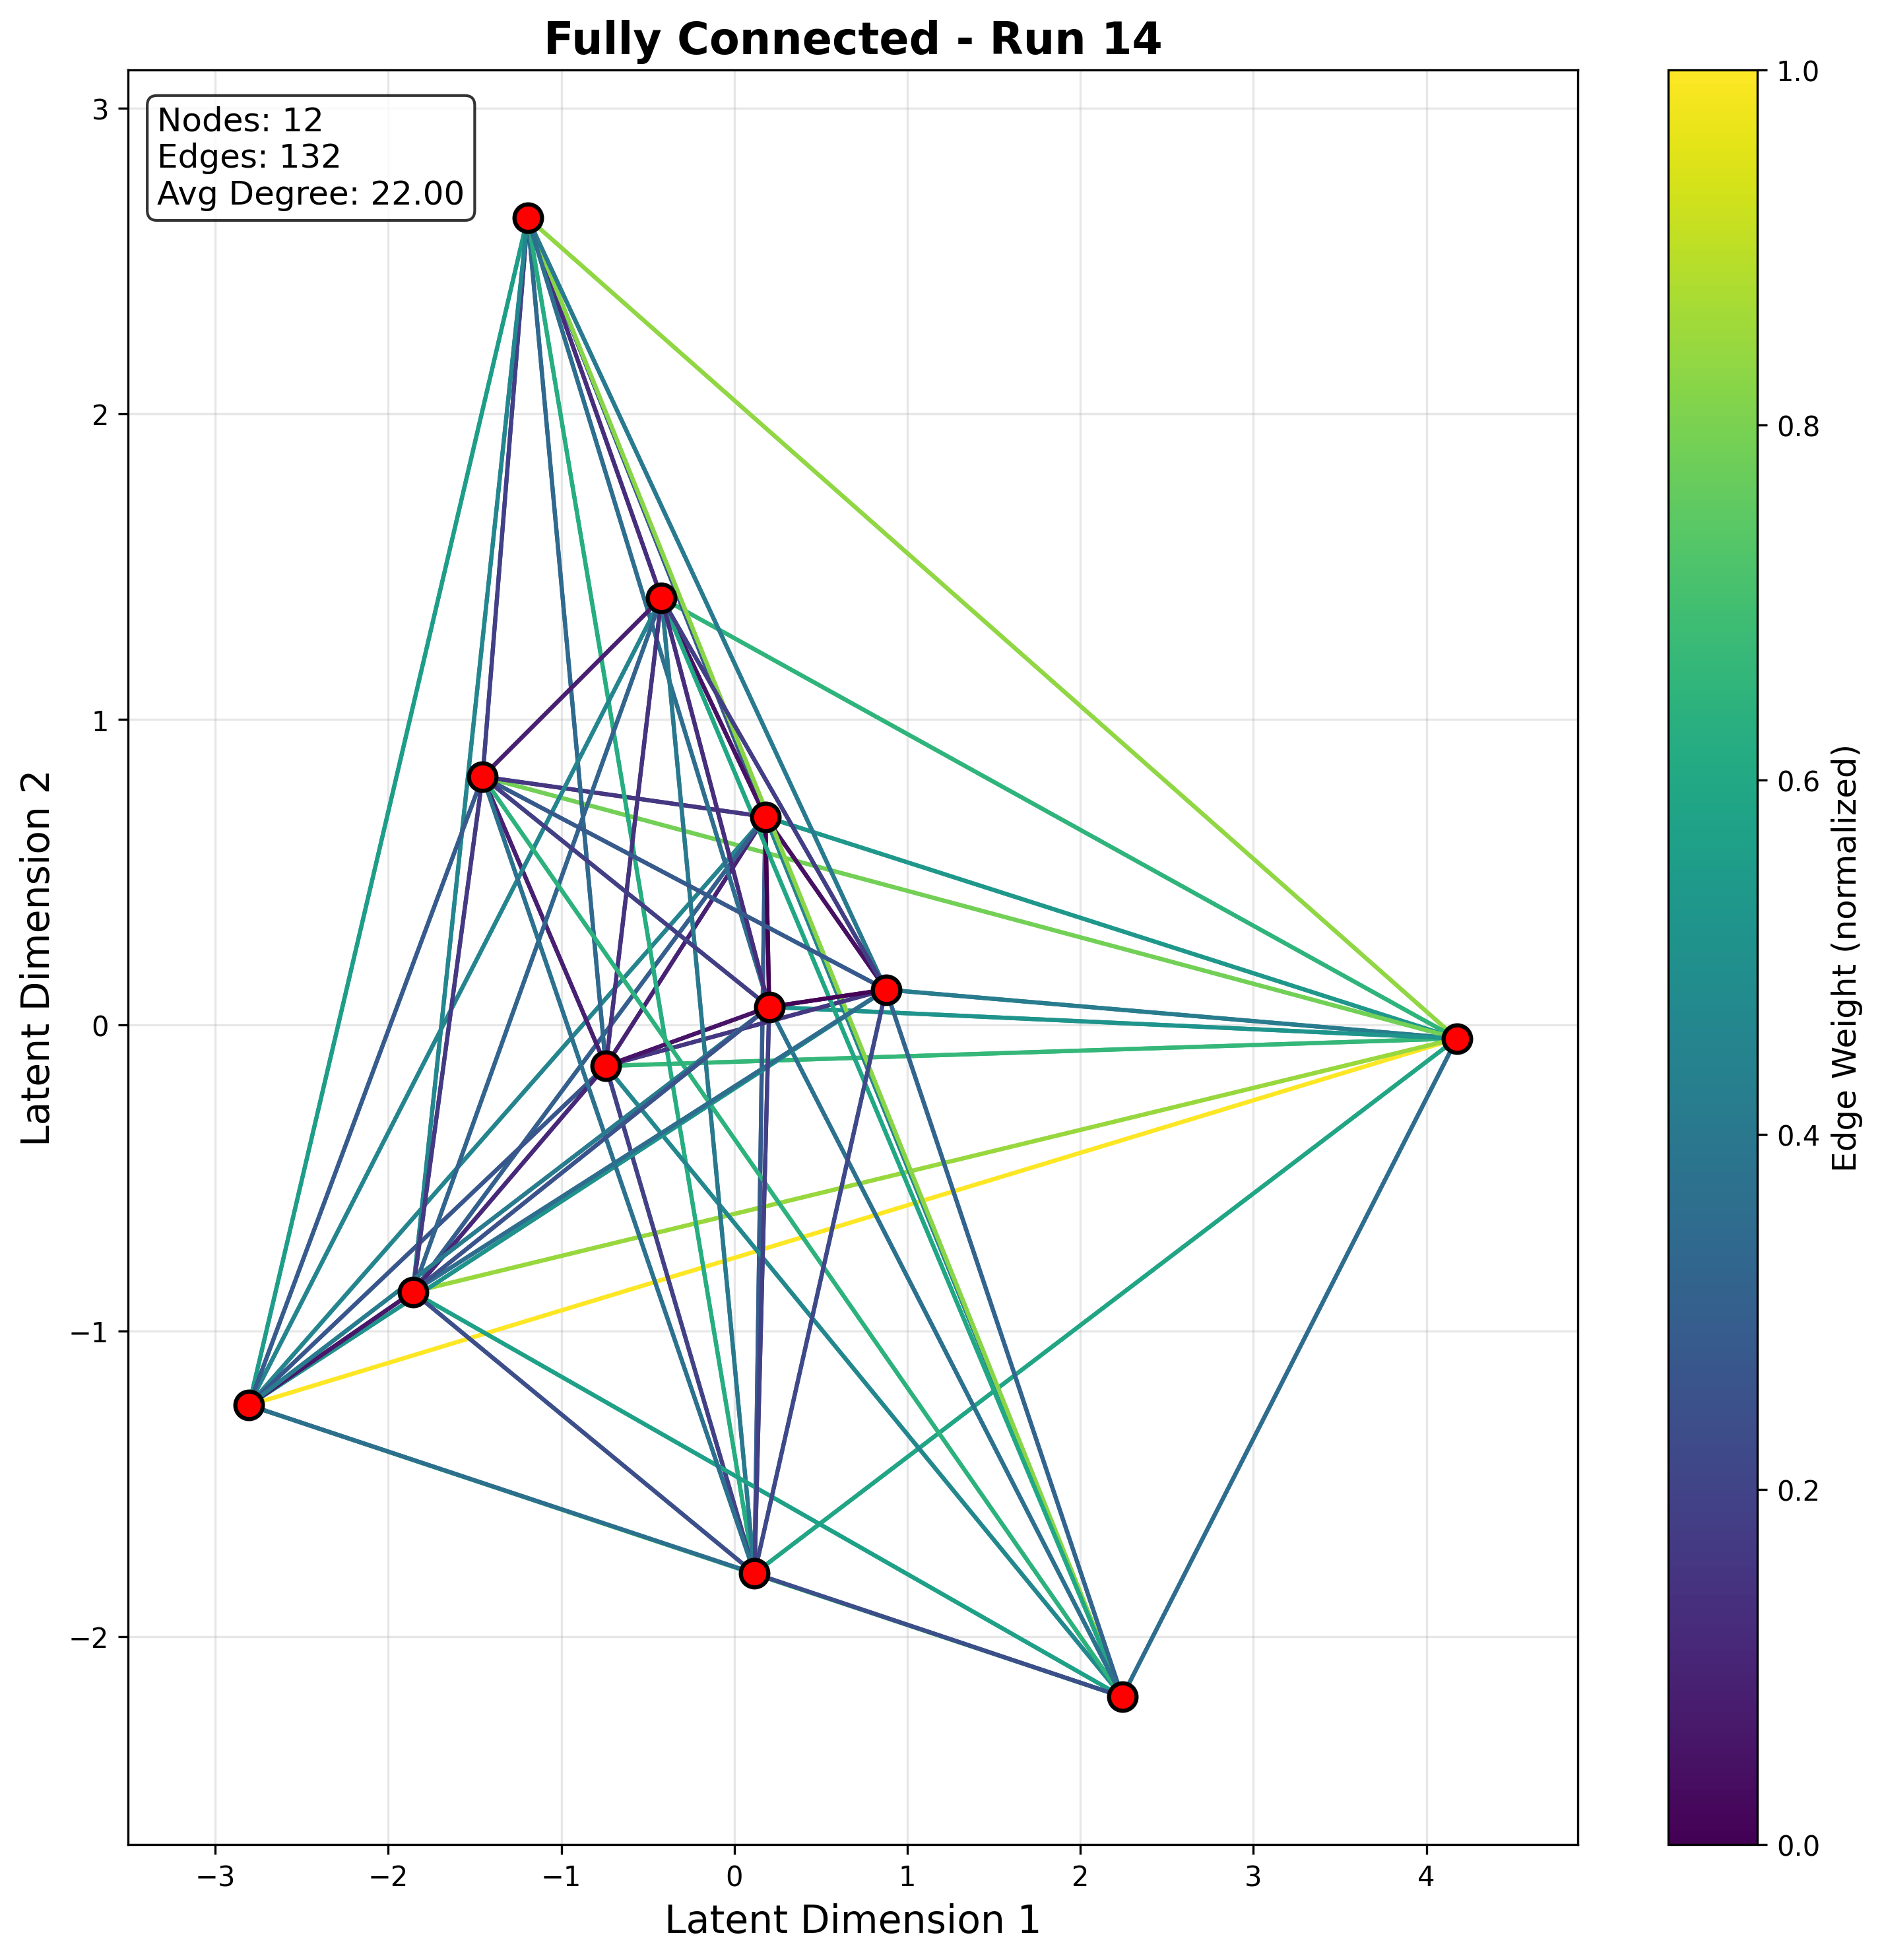 Fully Connected - Run 14
Nodes: 12
Edges: 132
Avg Degree: 22.00
3
2
1
0
−1
−2
−3
−2
−1
0
1
2
3
4
Latent Dimension 1
Latent Dimension 2
1.0
0.8
0.6
0.4
0.2
0.0
Edge Weight (normalized)